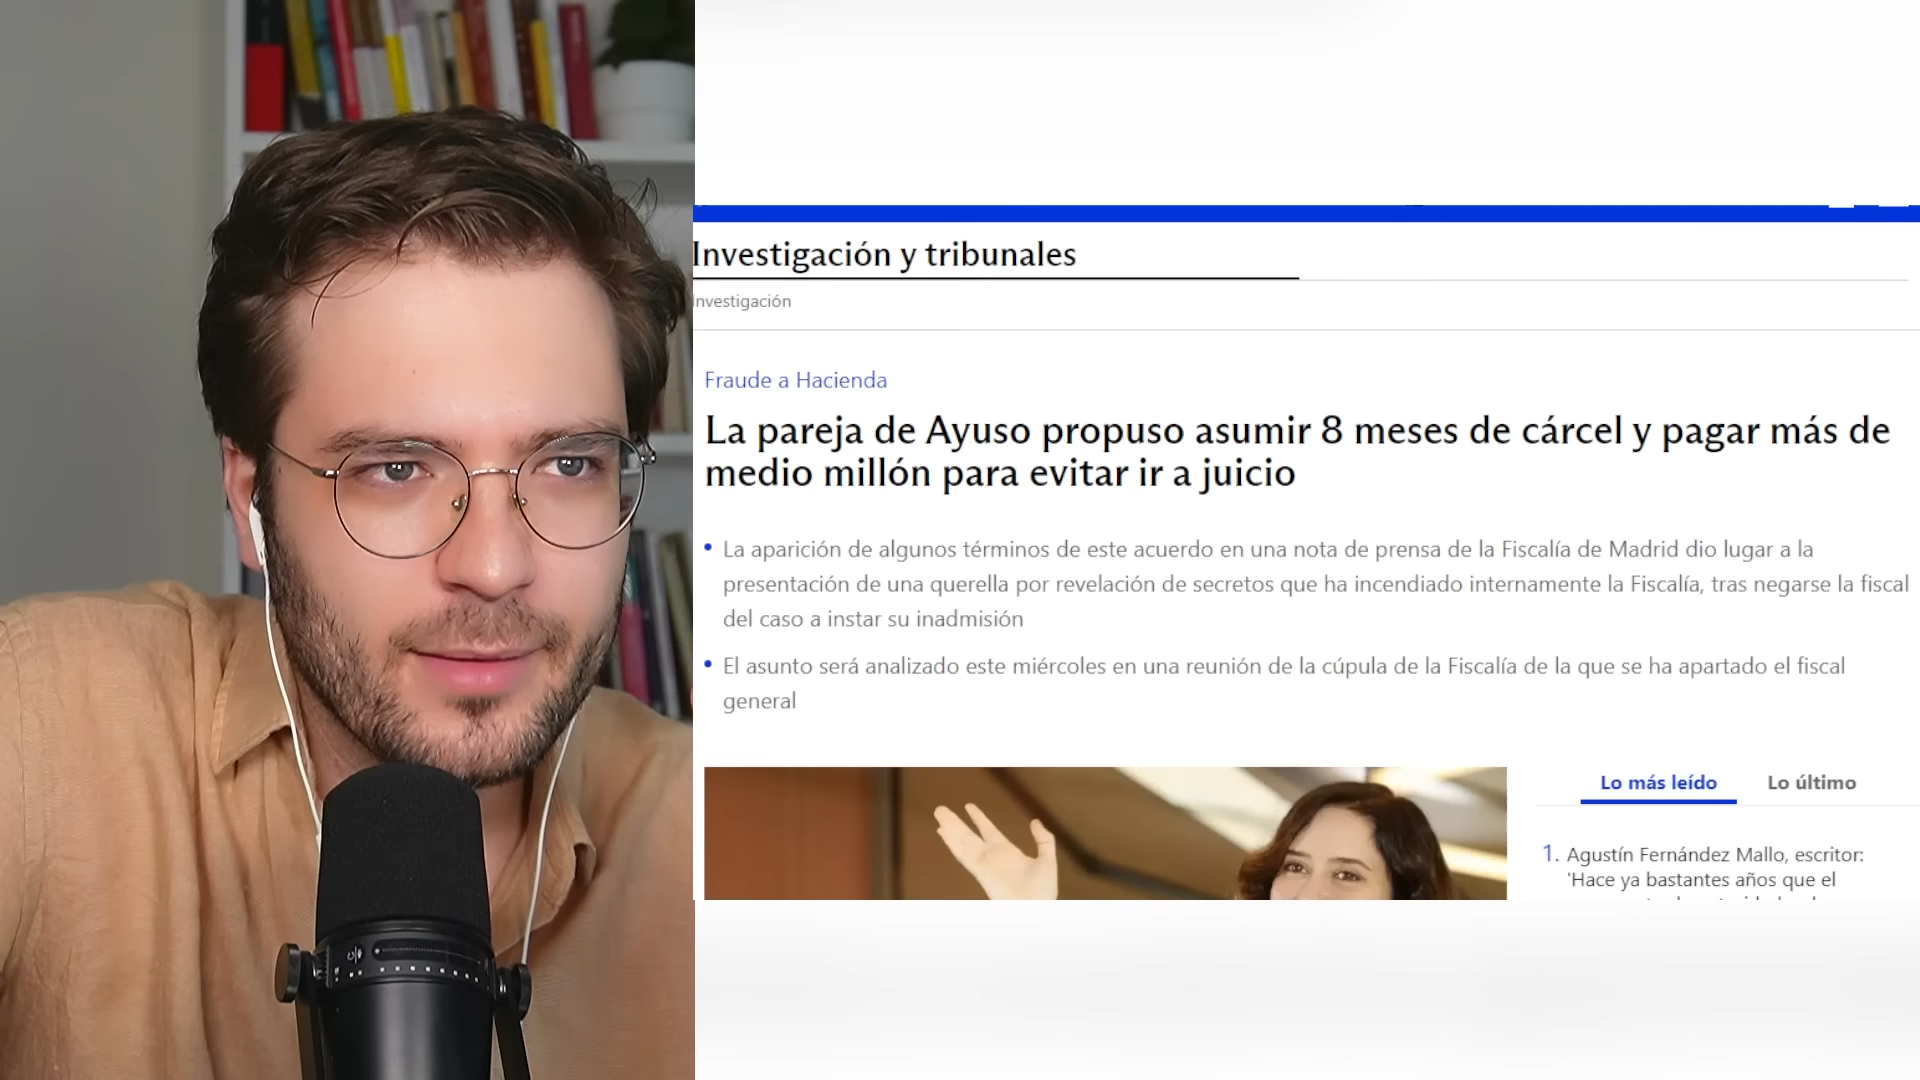 Investigación y tribunales
Investigación
Fraude a Hacienda
La pareja de Ayuso propuso asumir 8 meses de cárcel y pagar más de
medio millón para evitar ir a juicio
La aparición de algunos términos de este acuerdo en una nota de prensa de la Fiscalía de Madrid dio lugar a la
presentación de una querella por revelación de secretos que ha incendiado internamente la Fiscalía, tras negarse la fiscal
del caso a instar su inadmisión
El asunto será analizado este miércoles en una reunión de la cúpula de la Fiscalía de la que se ha apartado el fiscal
general
Lo más leído
Lo último
1. Agustín Fernández Mallo, escritor:
'Hace ya bastantes años que el